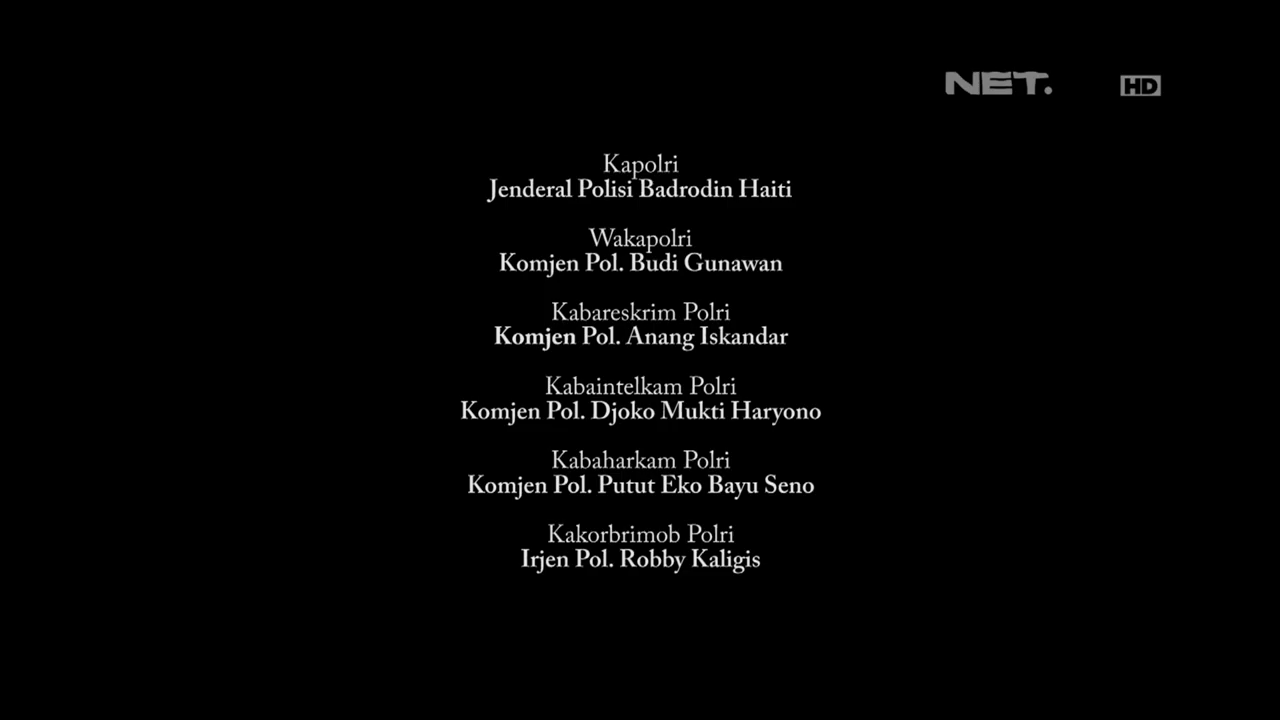 NET.
HD
Kapolri
Jenderal Polisi Badrodin Haiti
Wakapolri
Komjen Pol. Budi Gunawan
Kabareskrim Polri
Komjen Pol. Anang Iskandar
Kabaintelkam Polri
Komjen Pol. Djoko Mukti Haryono
Kabaharkam Polri
Komjen Pol. Putut Eko Bayu Seno
Kakorbrimob Polri
Irjen Pol. Robby Kaligis